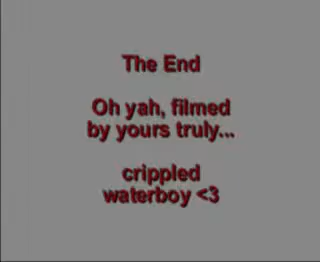 The End
Oh yah, filmed
by yours truly...
crippled
waterboy <3